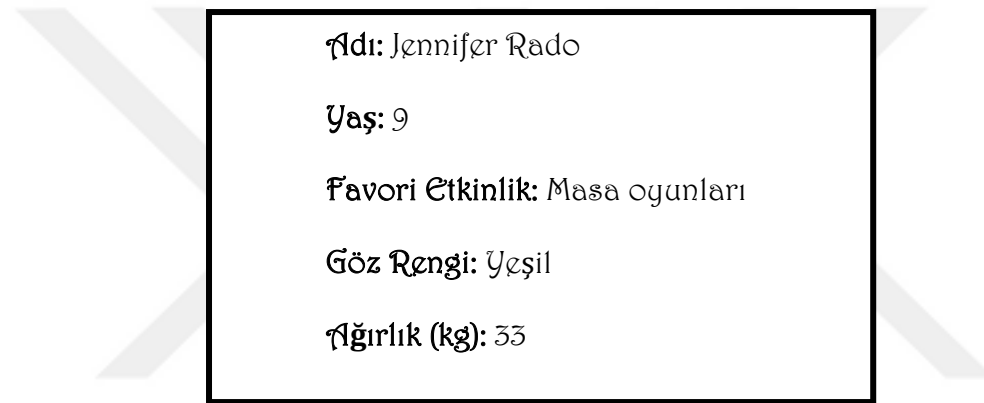 Adı: Jennifer Rado
Yaş: 9
Favori Etkinlik: Masa oyunları
Göz Rengi: Yeşil
Ağırlık (kg): 33